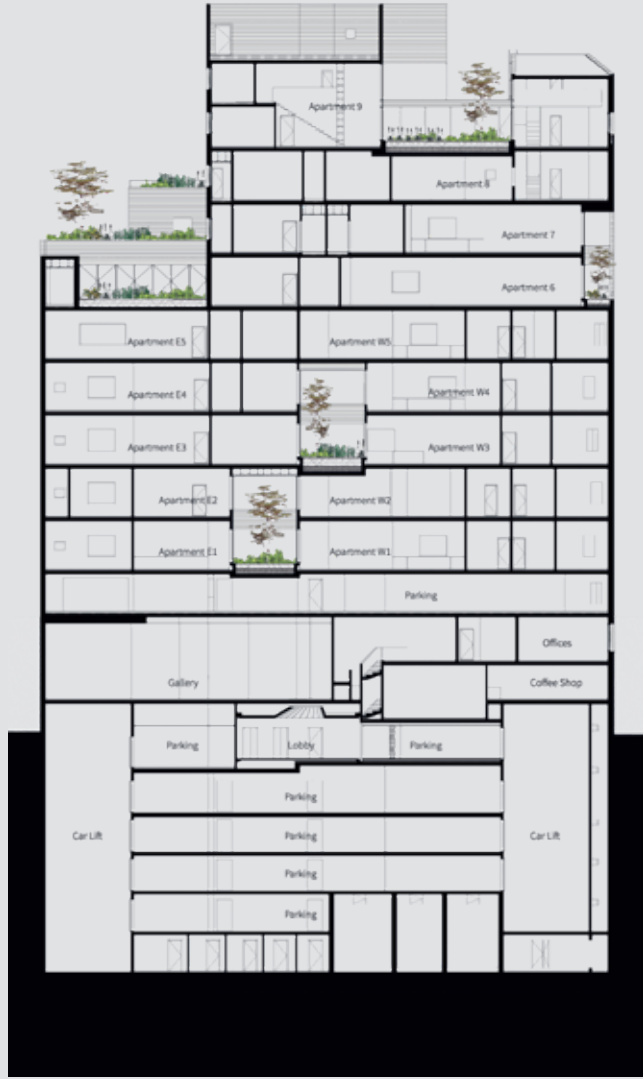 Apartment 9
Apartment 8
Apartment 7
Apartment 6
Apartment E5 Apartment W5
Apartment E4 Apartment W4
Apartment E3 Apartment W3
Apartment E2 Apartment W2
Apartment E1 Apartment W1
Parking
Offices
Gallery Coffee Shop
Parking Lobby Parking
Parking
Car Lift Parking Car Lift
Parking
Parking